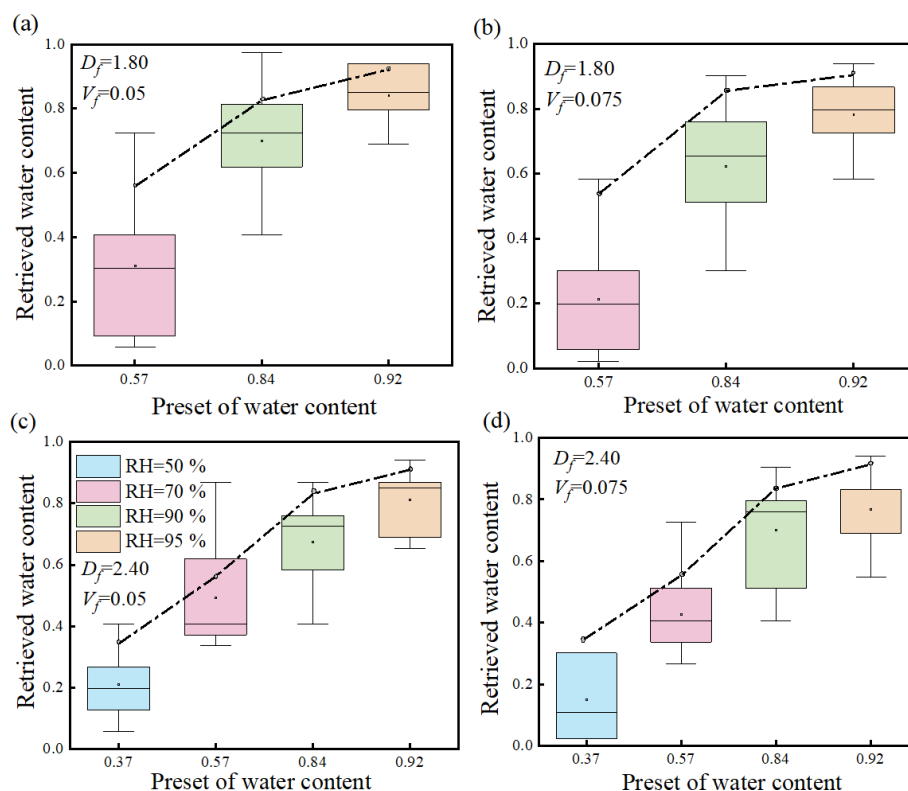 (a)
D_f=1.80
V_f=0.05
Retrieved water content
1.0
0.8
0.6
0.4
0.2
0.0
0.57
0.84
0.92
Preset of water content
(b)
D_f=1.80
V_f=0.075
Retrieved water content
1.0
0.8
0.6
0.4
0.2
0.0
0.57
0.84
0.92
Preset of water content
(c)
RH=50 %
RH=70 %
RH=90 %
RH=95 %
D_f=2.40
V_f=0.05
Retrieved water content
1.0
0.8
0.6
0.4
0.2
0.0
0.37
0.57
0.84
0.92
Preset of water content
(d)
D_f=2.40
V_f=0.075
Retrieved water content
1.0
0.8
0.6
0.4
0.2
0.0
0.37
0.57
0.84
0.92
Preset of water content